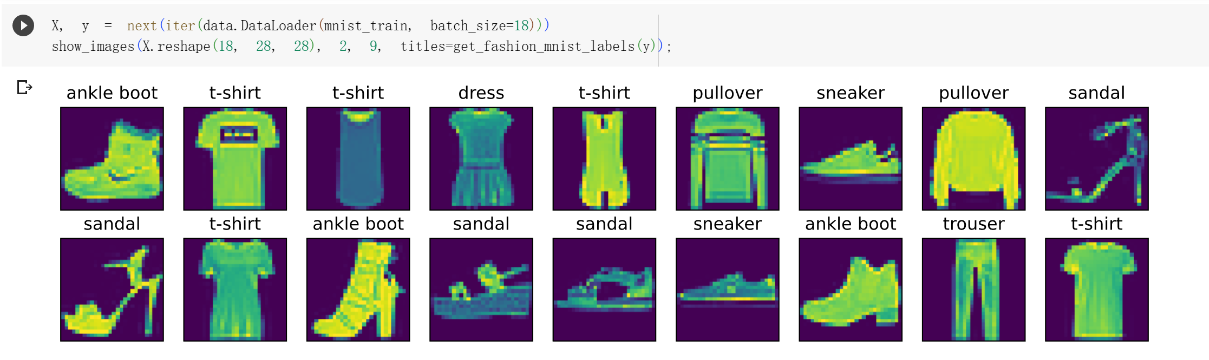 X, y = next(iter(data.DataLoader(mnist_train, batch_size=18)))
show_images(X.reshape(18, 28, 28), 2, 9, titles=get_fashion_mnist_labels(y));
ankle boot t-shirt t-shirt dress t-shirt pullover sneaker pullover sandal
sandal t-shirt ankle boot sandal sandal sneaker ankle boot trouser t-shirt